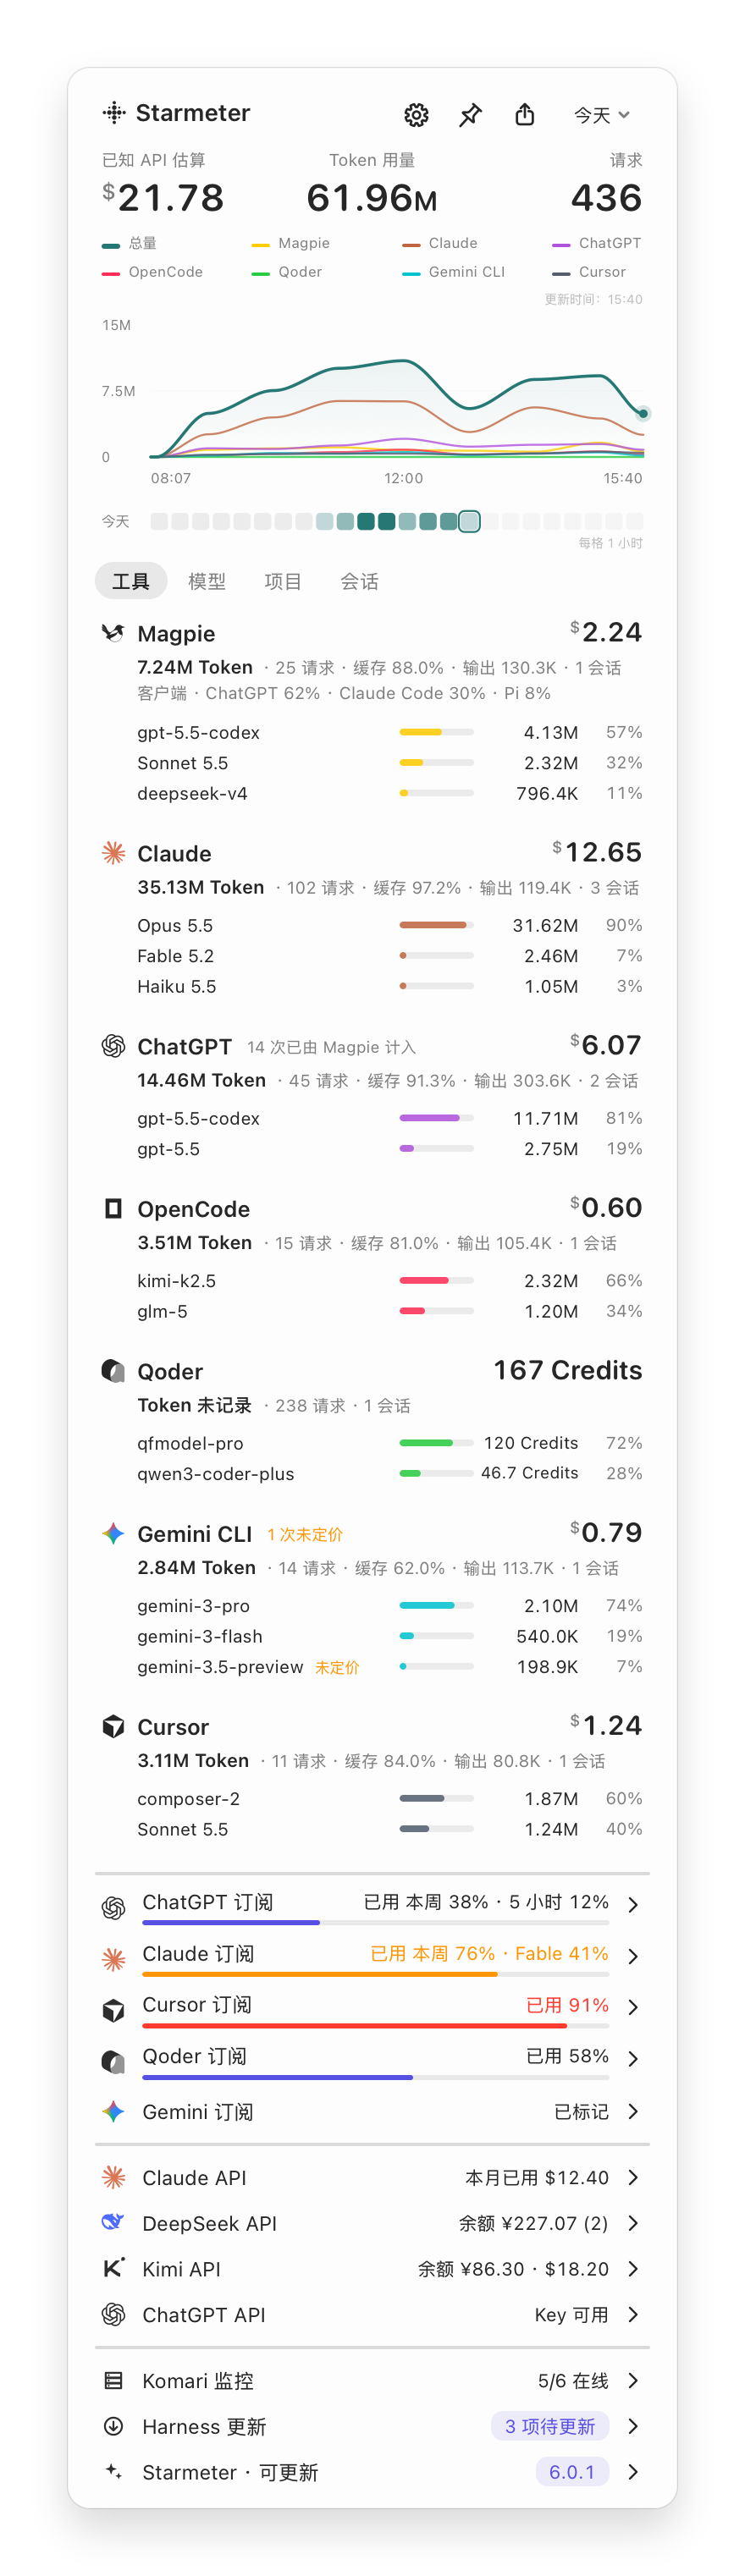 Starmeter 今天
已知 API 估算 Token 用量 请求
$21.78 61.96M 436
总量 Magpie Claude ChatGPT
OpenCode Qoder Gemini CLI Cursor
更新时间：15:40
15M
7.5M
0
08:07 12:00 15:40
今天
每格 1 小时
工具 模型 项目 会话
Magpie $2.24
7.24M Token · 25 请求 · 缓存 88.0% · 输出 130.3K · 1 会话
客户端 · ChatGPT 62% · Claude Code 30% · Pi 8%
gpt-5.5-codex 4.13M 57%
Sonnet 5.5 2.32M 32%
deepseek-v4 796.4K 11%
Claude $12.65
35.13M Token · 102 请求 · 缓存 97.2% · 输出 119.4K · 3 会话
Opus 5.5 31.62M 90%
Fable 5.2 2.46M 7%
Haiku 5.5 1.05M 3%
ChatGPT 14 次已由 Magpie 计入 $6.07
14.46M Token · 45 请求 · 缓存 91.3% · 输出 303.6K · 2 会话
gpt-5.5-codex 11.71M 81%
gpt-5.5 2.75M 19%
OpenCode $0.60
3.51M Token · 15 请求 · 缓存 81.0% · 输出 105.4K · 1 会话
kimi-k2.5 2.32M 66%
glm-5 1.20M 34%
Qoder 167 Credits
Token 未记录 · 238 请求 · 1 会话
qfmodel-pro 120 Credits 72%
qwen3-coder-plus 46.7 Credits 28%
Gemini CLI 1 次未定价 $0.79
2.84M Token · 14 请求 · 缓存 62.0% · 输出 113.7K · 1 会话
gemini-3-pro 2.10M 74%
gemini-3-flash 540.0K 19%
gemini-3.5-preview 未定价 198.9K 7%
Cursor $1.24
3.11M Token · 11 请求 · 缓存 84.0% · 输出 80.8K · 1 会话
composer-2 1.87M 60%
Sonnet 5.5 1.24M 40%
ChatGPT 订阅 已用 本周 38% · 5 小时 12%
Claude 订阅 已用 本周 76% · Fable 41%
Cursor 订阅 已用 91%
Qoder 订阅 已用 58%
Gemini 订阅 已标记
Claude API 本月已用 $12.40
DeepSeek API 余额 ¥227.07 (2)
Kimi API 余额 ¥86.30 · $18.20
ChatGPT API Key 可用
Komari 监控 5/6 在线
Harness 更新 3 项待更新
Starmeter · 可更新 6.0.1